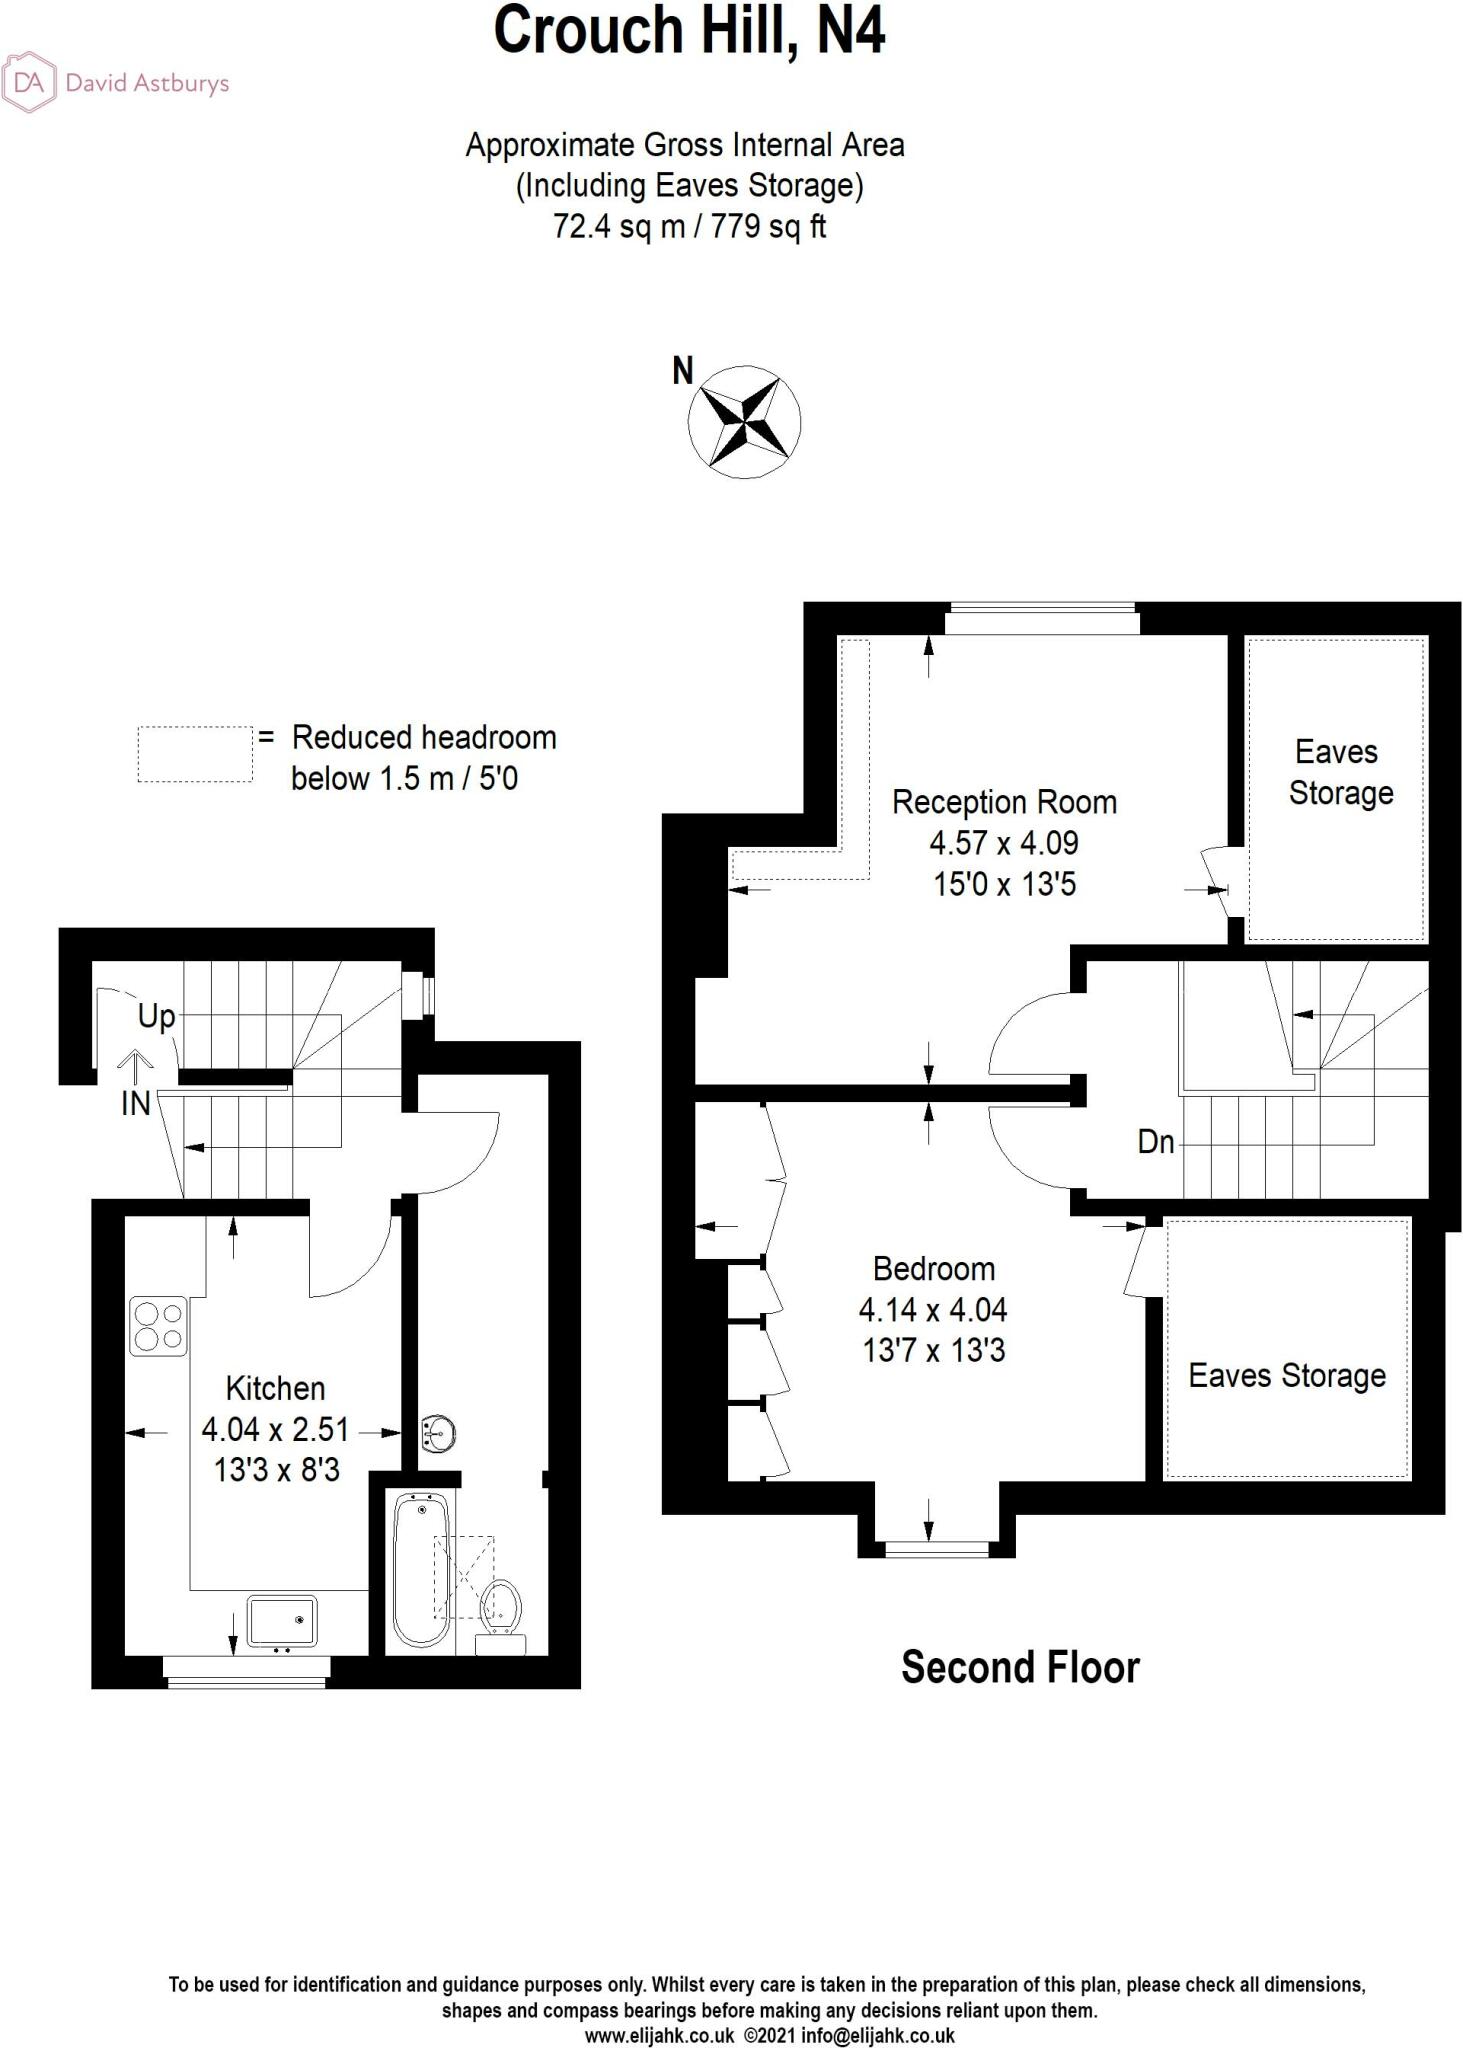 Crouch Hill, N4
DA David Astburys
Approximate Gross Internal Area
(Including Eaves Storage)
72.4 sq m / 779 sq ft
N
= Reduced headroom
below 1.5 m / 5'0
Eaves
Storage
Reception Room
4.57 x 4.09
15'0 x 13'5
Up
IN
Dn
Bedroom
4.14 x 4.04
13'7 x 13'3
Eaves Storage
Kitchen
4.04 x 2.51
13'3 x 8'3
Second Floor
To be used for identification and guidance purposes only. Whilst every care is taken in the preparation of this plan, please check all dimensions,
shapes and compass bearings before making any decisions reliant upon them.
www.elijahk.co.uk ©2021 info@elijahk.co.uk